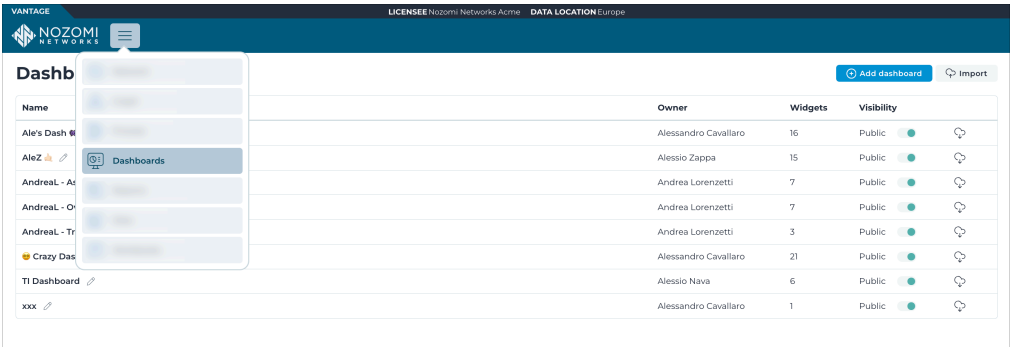 VANTAGE LICENSEE Nozomi Networks Acme DATA LOCATION Europe
NOZOMI
NETWORKS
Dashb
Add dashboard Import
Name Owner Widgets Visibility
Ale's Dash Alessandro Cavallaro 16 Public
AleZ Alessio Zappa 15 Public
Dashboards
AndreaL - As Andrea Lorenzetti 7 Public
AndreaL - Ov Andrea Lorenzetti 7 Public
AndreaL - Tr Andrea Lorenzetti 3 Public
Crazy Das Alessandro Cavallaro 21 Public
TI Dashboard Alessio Nava 6 Public
xxx Alessandro Cavallaro 1 Public